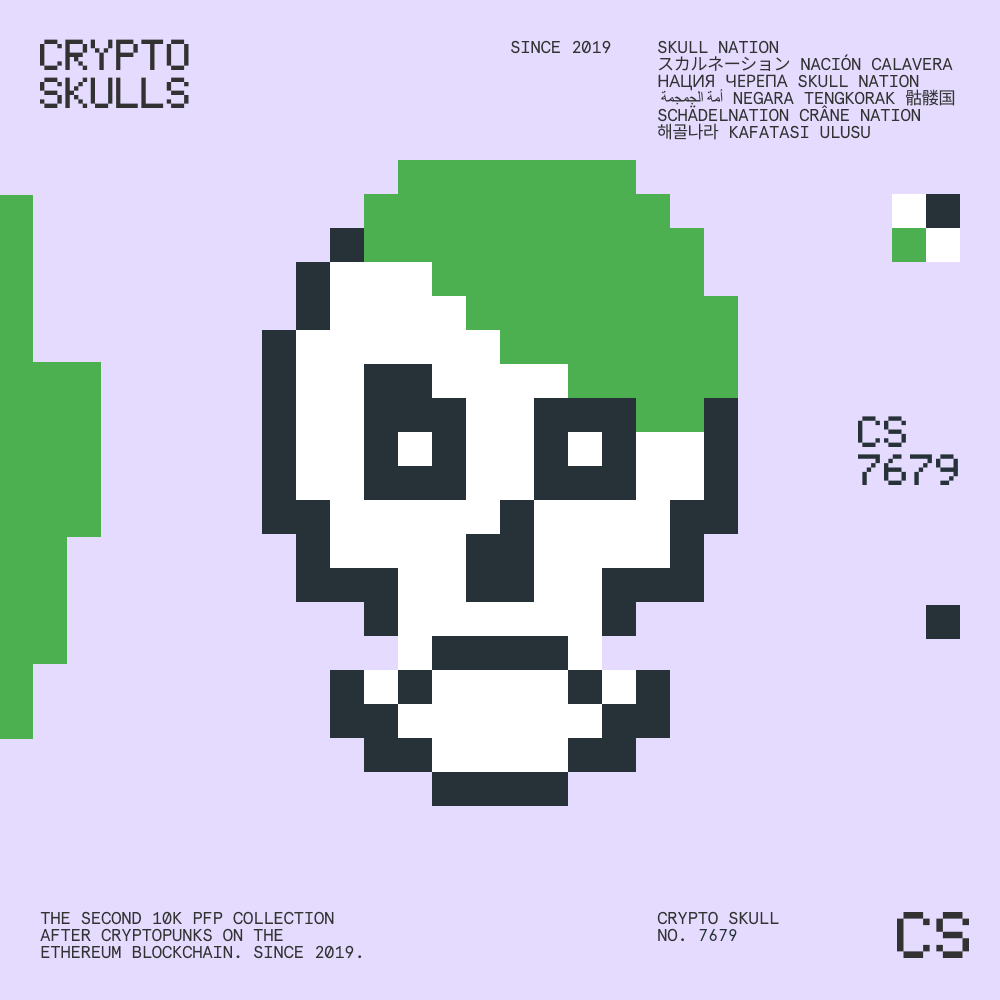 CRYPTO
SKULLS
SINCE 2019
SKULL NATION
スカルネーション NACIÓN CALAVERA
НАЦИЯ ЧЕРЕПА SKULL NATION
أمة الجمجمة NEGARA TENGKORAK 骷髅国
SCHÄDELNATION CRÂNE NATION
해골나라 KAFATASI ULUSU
CS
7679
THE SECOND 10K PFP COLLECTION
AFTER CRYPTOPUNKS ON THE
ETHEREUM BLOCKCHAIN. SINCE 2019.
CRYPTO SKULL
NO. 7679
CS